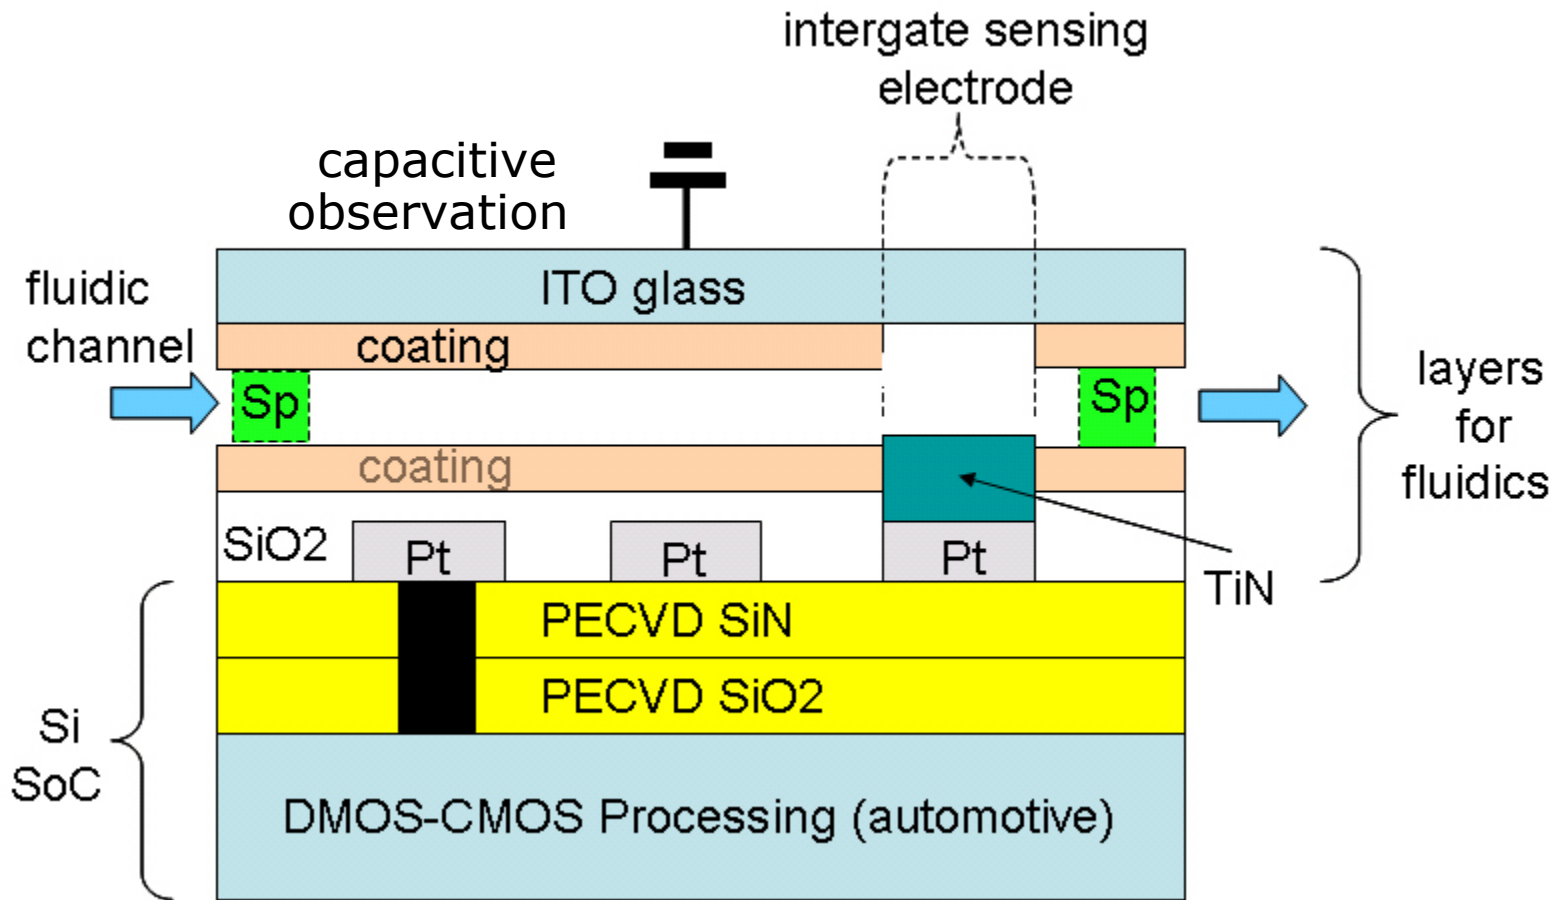 intergate sensing
electrode
capacitive
observation
ITO glass
fluidic
channel
coating
Sp
Sp
layers
for
fluidics
coating
SiO2
Pt
Pt
Pt
TiN
PECVD SiN
PECVD SiO2
Si
SoC
DMOS-CMOS Processing (automotive)